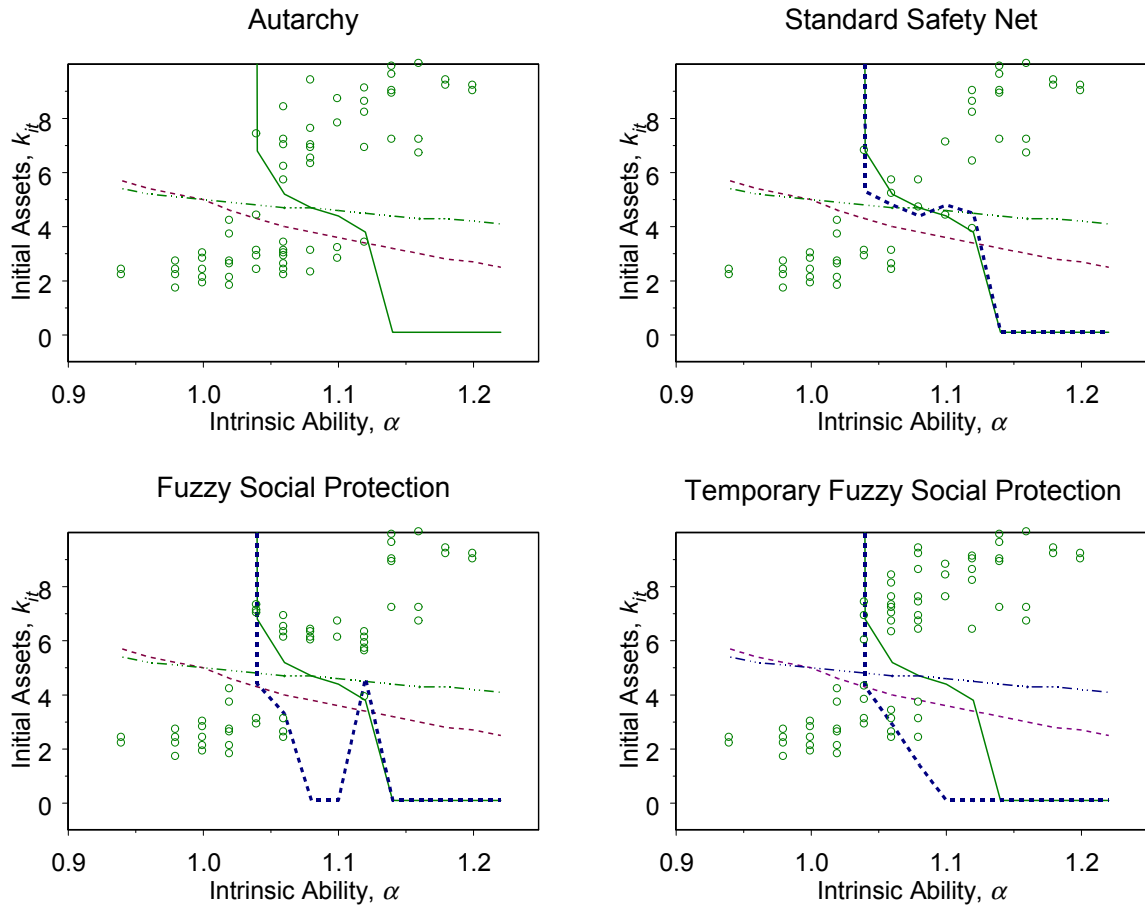 Autarchy
Initial Assets, k_it
8
6
4
2
0
0.9 1.0 1.1 1.2
Intrinsic Ability, α
Standard Safety Net
Initial Assets, k_it
8
6
4
2
0
0.9 1.0 1.1 1.2
Intrinsic Ability, α
Fuzzy Social Protection
Initial Assets, k_it
8
6
4
2
0
0.9 1.0 1.1 1.2
Intrinsic Ability, α
Temporary Fuzzy Social Protection
Initial Assets, k_it
8
6
4
2
0
0.9 1.0 1.1 1.2
Intrinsic Ability, α